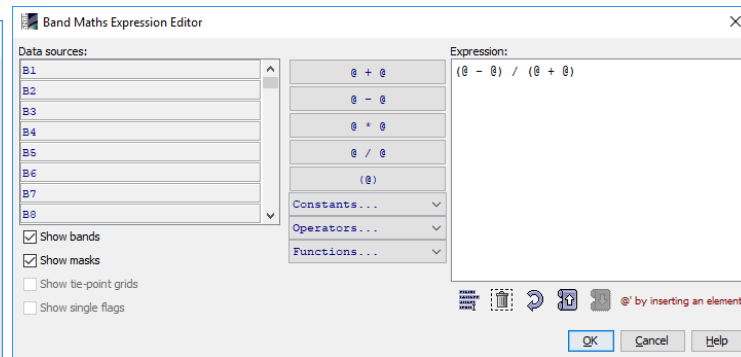 Band Maths Expression Editor
Data sources:
B1
B2
B3
B4
B5
B6
B7
B8
Show bands
Show masks
Show tie-point grids
Show single flags
@ + @
@ - @
@ * @
@ / @
(@)
Constants...
Operators...
Functions...
Expression:
(@ - @) / (@ + @)
@' by inserting an element
OK
Cancel
Help